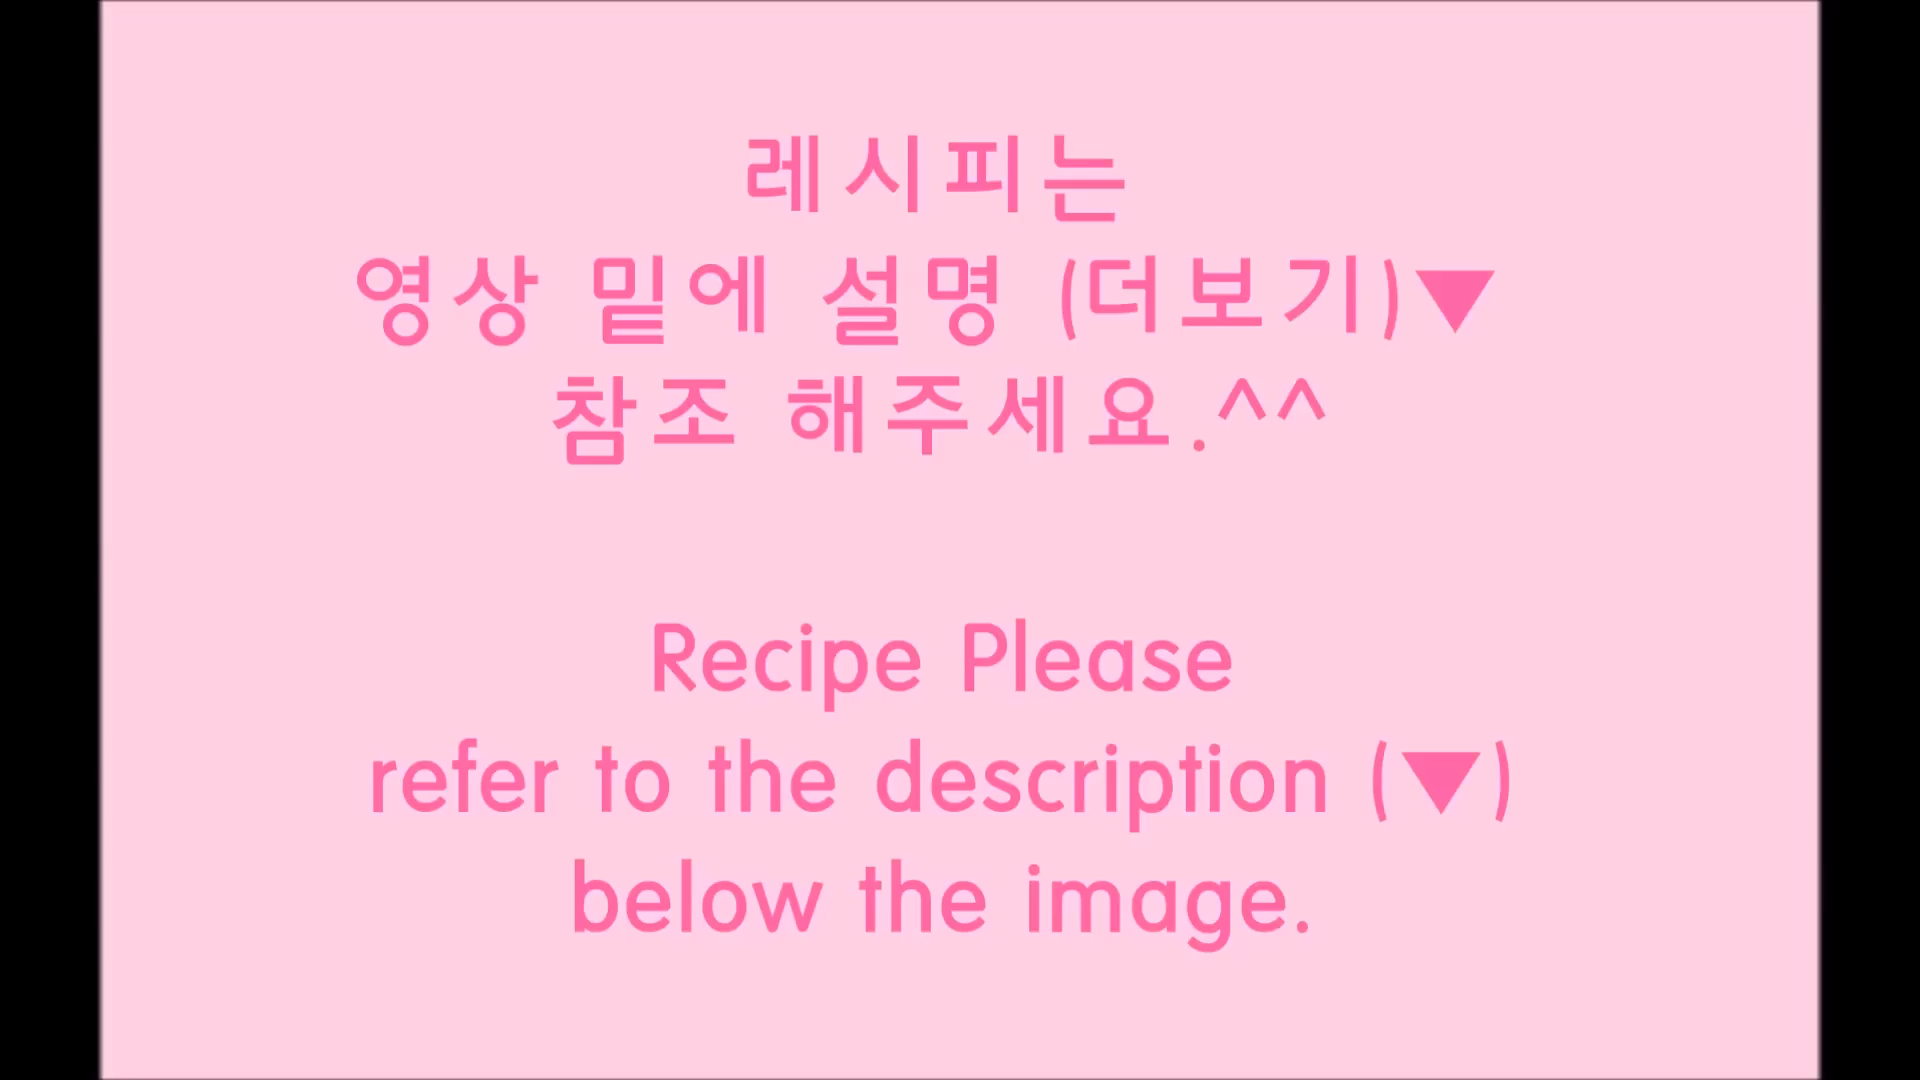 레시피는
영상 밑에 설명 (더보기)▼
참조 해주세요.^^
Recipe Please
refer to the description (▼)
below the image.